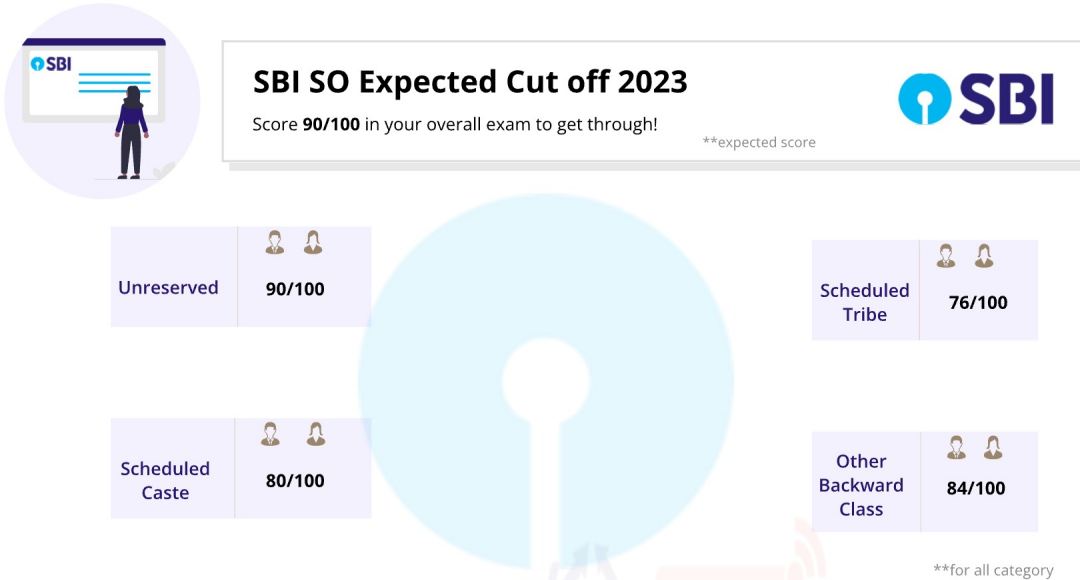 SBI
SBI SO Expected Cut off 2023
Score 90/100 in your overall exam to get through!
**expected score
SBI
Unreserved
90/100
Scheduled
Tribe
76/100
Scheduled
Caste
80/100
Other
Backward
Class
84/100
**for all category